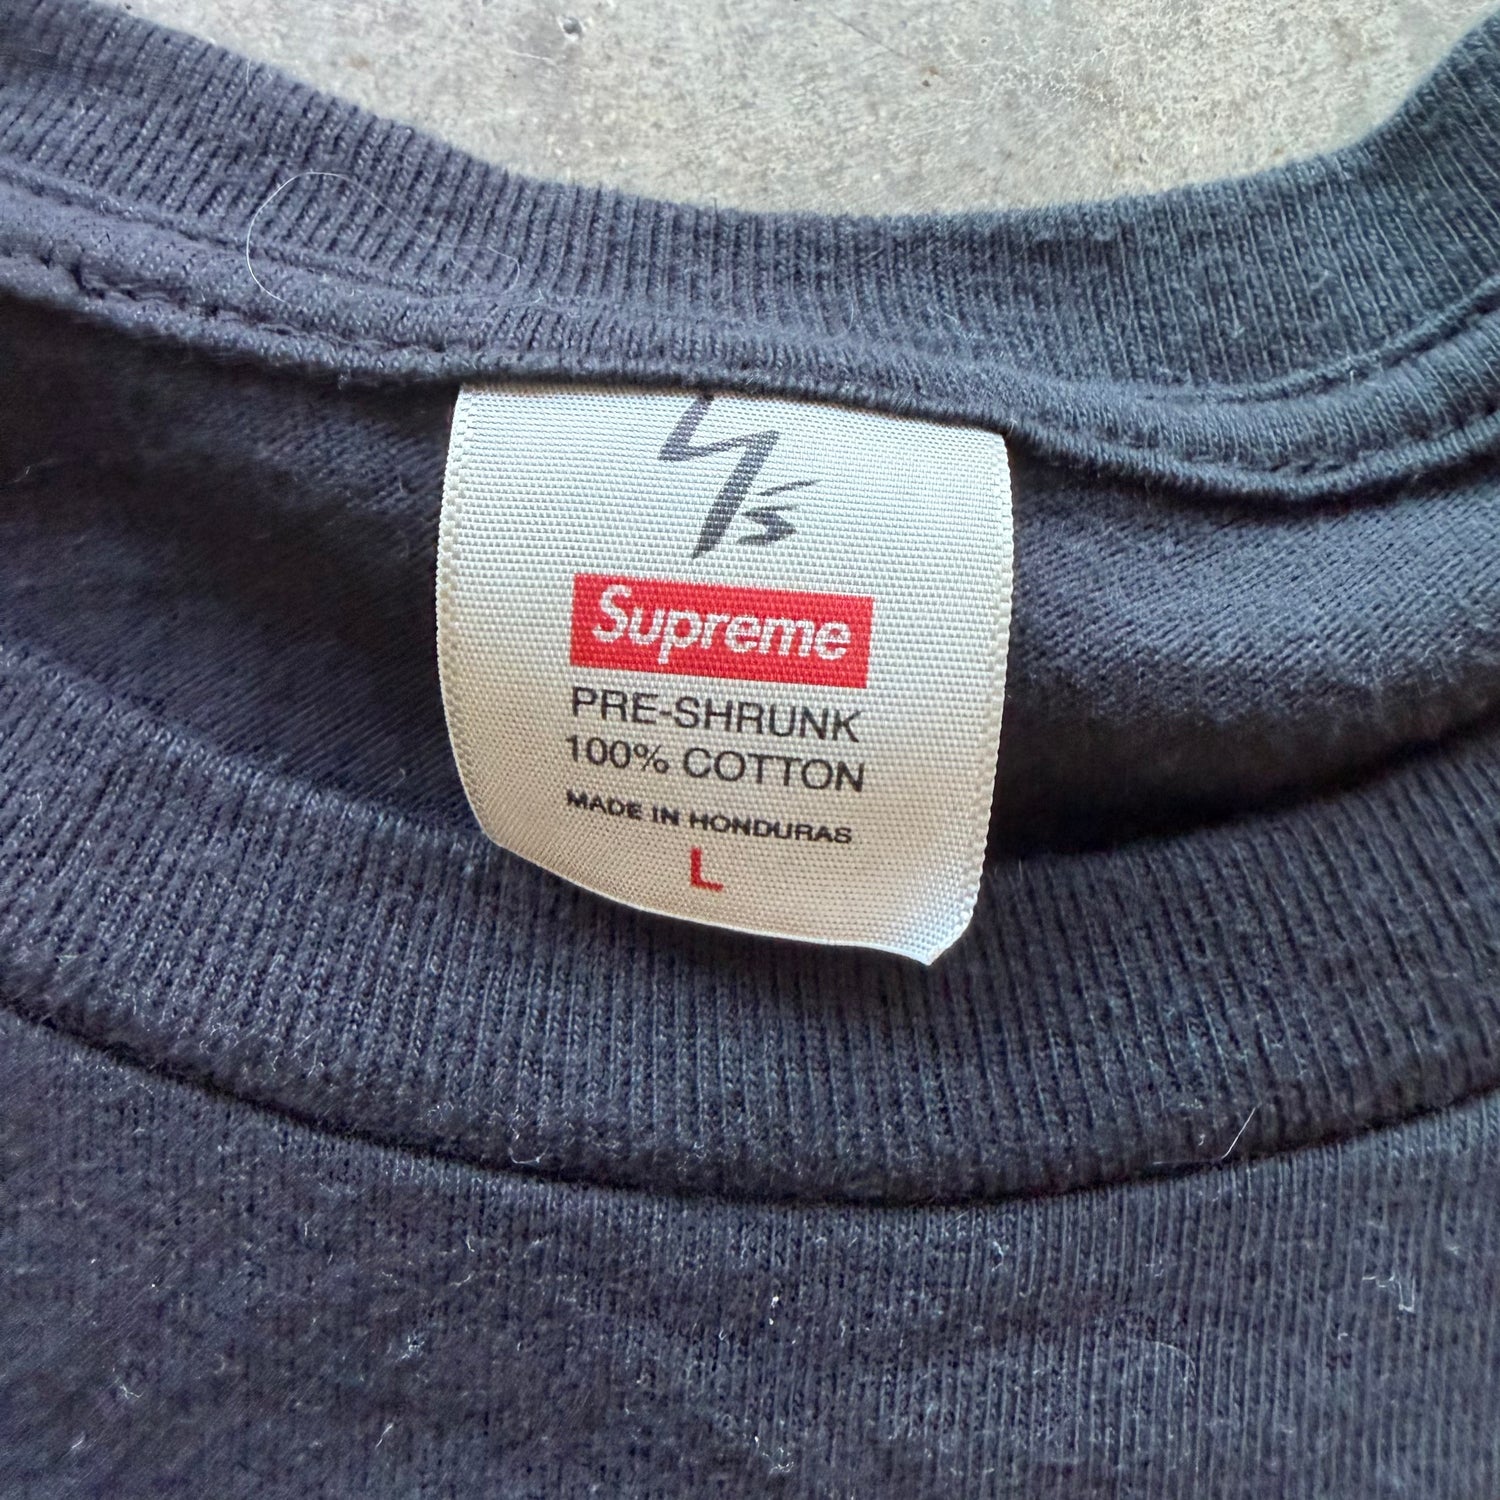 Y's
Supreme
PRE-SHRUNK
100% COTTON
MADE IN HONDURAS
L